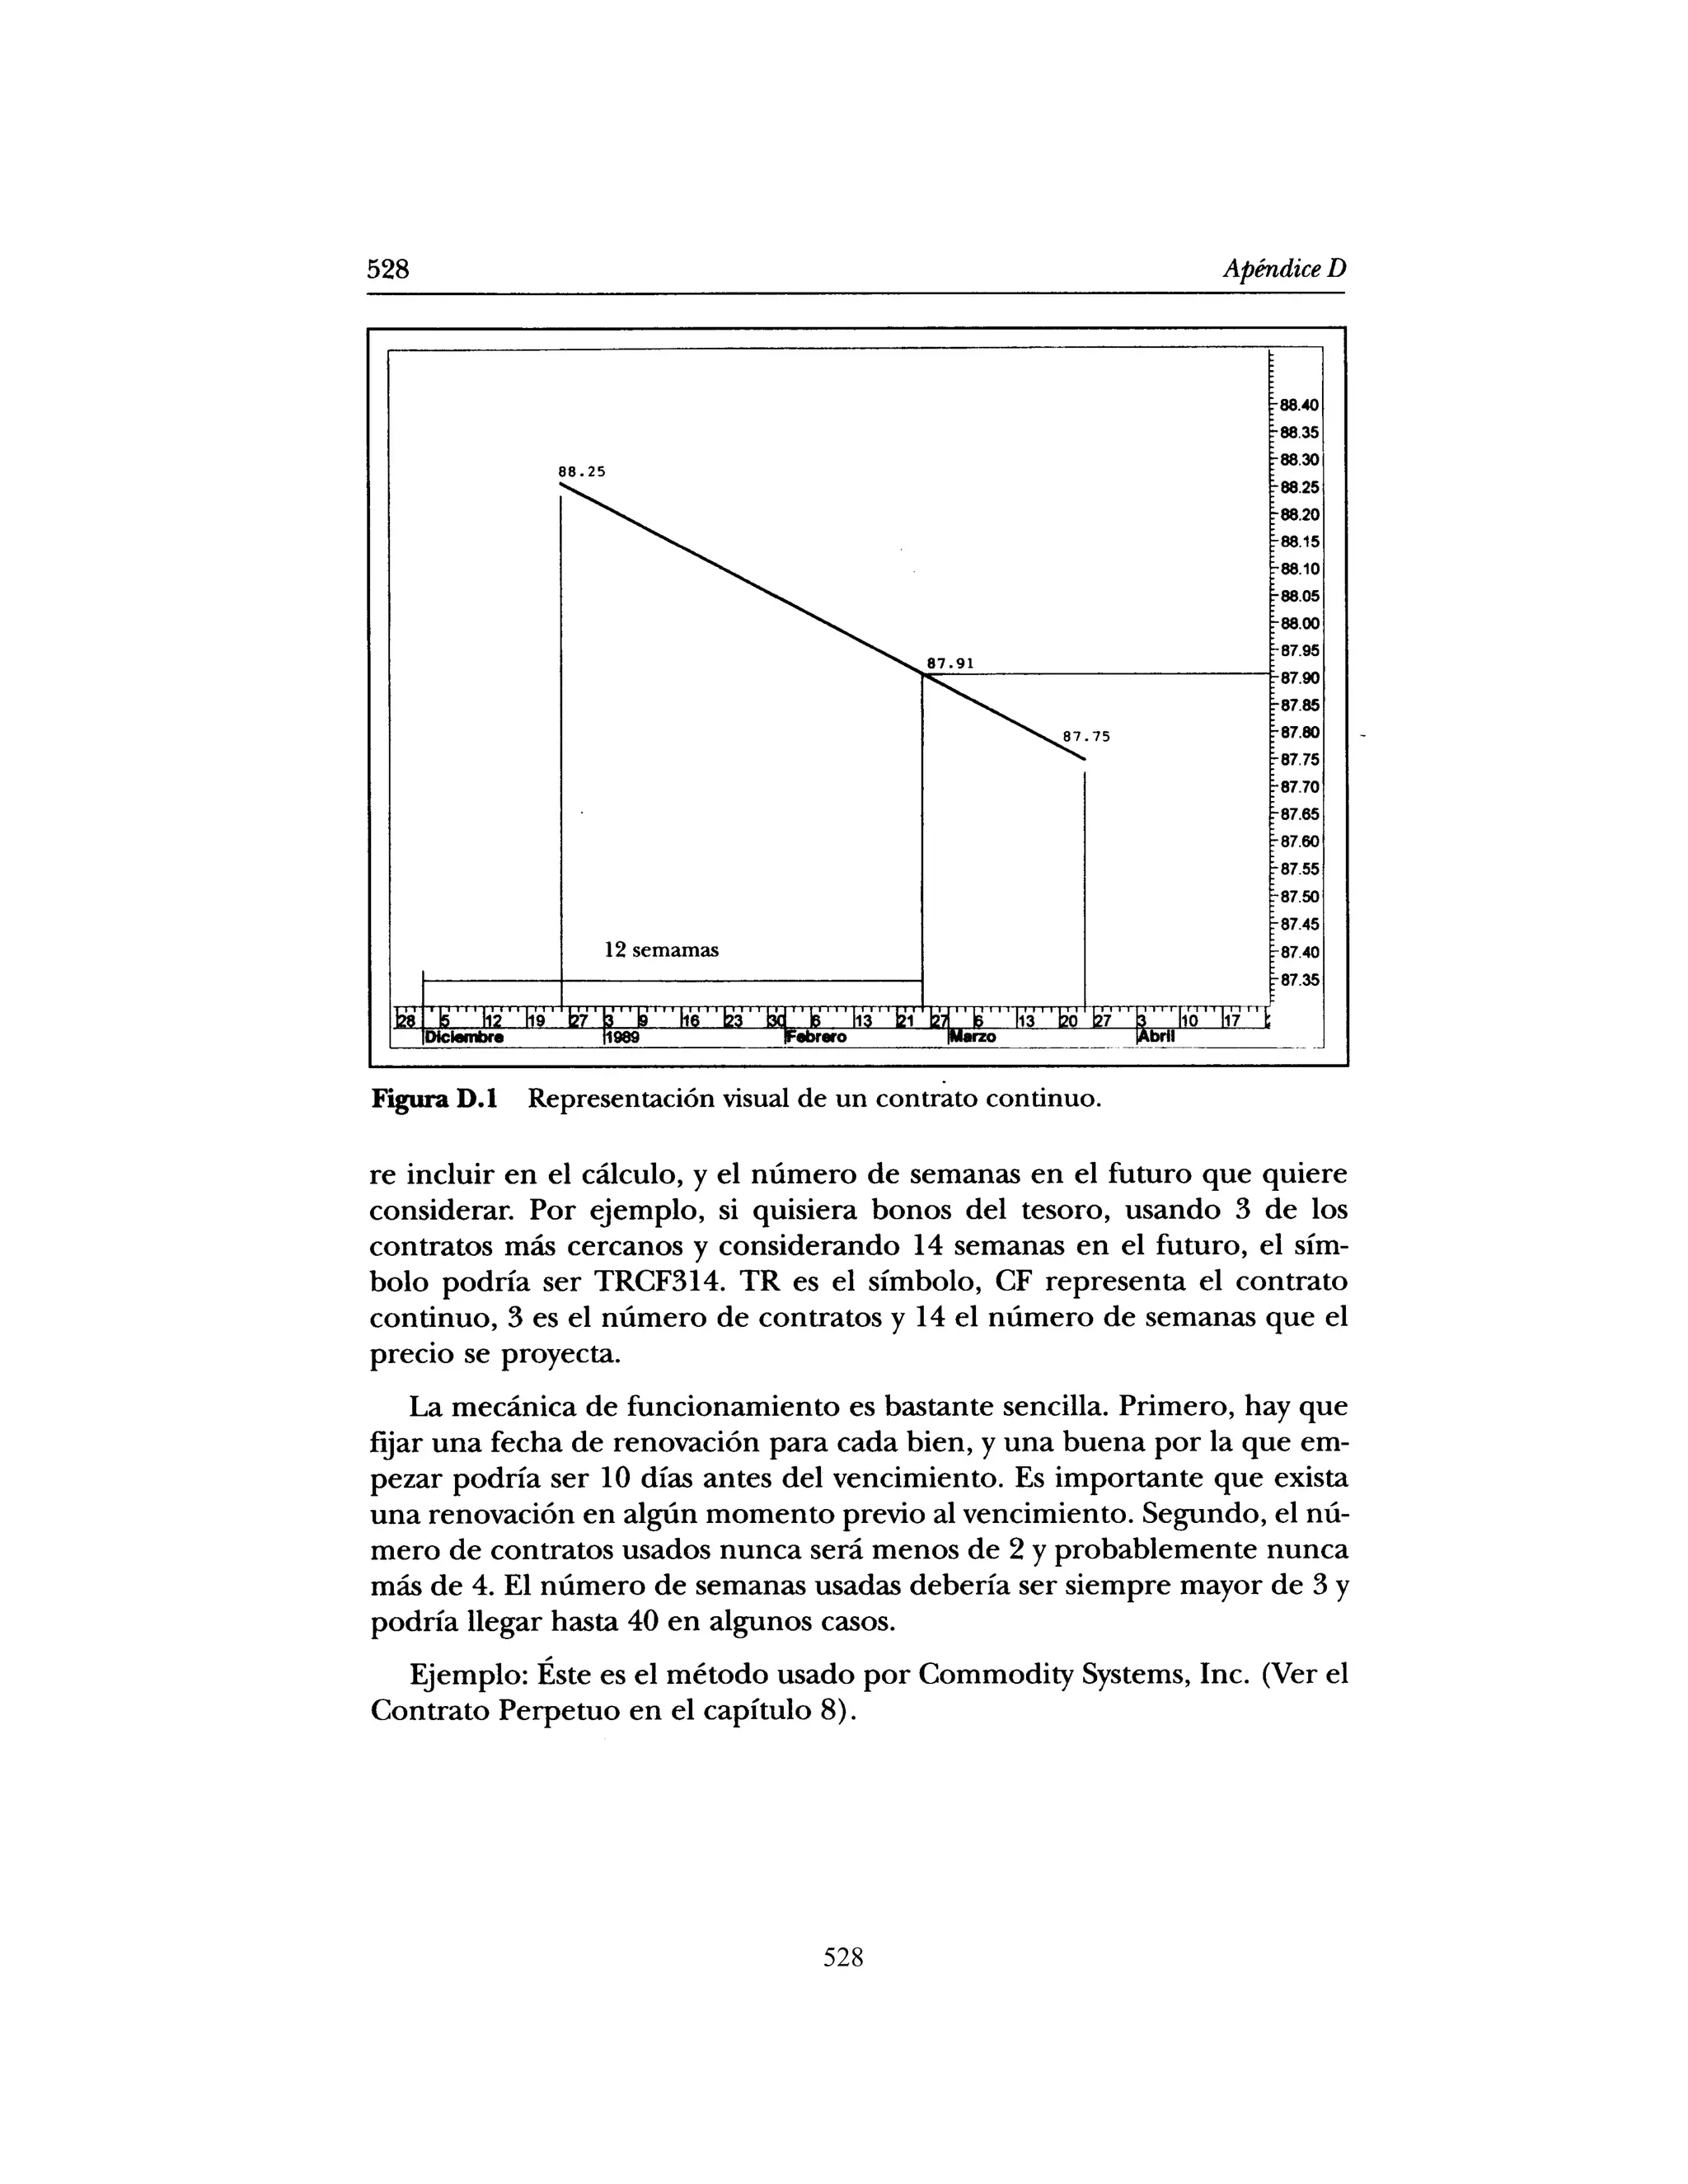 528 Apéndice D
88.40
88.35
88.30
88.25
88.25
88.20
88.15
88.10
88.05
88.00
87.95
87.91
87.90
87.85
87.80
87.75
87.75
87.70
87.65
87.60
87.55
87.50
87.45
12 semamas
87.40
87.35
28 5 12 19 27 3 9 16 23 30 6 13 21 27 6 13 20 27 3 10 17
Diciembre 1989 Febrero Marzo Abril
Figura D.1 Representación visual de un contrato continuo.
re incluir en el cálculo, y el número de semanas en el futuro que quiere
considerar. Por ejemplo, si quisiera bonos del tesoro, usando 3 de los
contratos más cercanos y considerando 14 semanas en el futuro, el sím-
bolo podría ser TRCF314. TR es el símbolo, CF representa el contrato
continuo, 3 es el número de contratos y 14 el número de semanas que el
precio se proyecta.
La mecánica de funcionamiento es bastante sencilla. Primero, hay que
fijar una fecha de renovación para cada bien, y una buena por la que em-
pezar podría ser 10 días antes del vencimiento. Es importante que exista
una renovación en algún momento previo al vencimiento. Segundo, el nú-
mero de contratos usados nunca será menos de 2 y probablemente nunca
más de 4. El número de semanas usadas debería ser siempre mayor de 3 y
podría llegar hasta 40 en algunos casos.
Ejemplo: Éste es el método usado por Commodity Systems, Inc. (Ver el
Contrato Perpetuo en el capítulo 8).
528